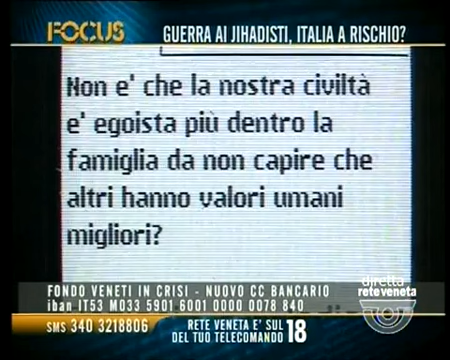 FOCUS
GUERRA AI JIHADISTI, ITALIA A RISCHIO?
Non e' che la nostra civiltà
e' egoista più dentro la
famiglia da non capire che
altri hanno valori umani
migliori?
diretta
reteveneta
FONDO VENETI IN CRISI - NUOVO CC BANCARIO
iban IT53 M033 5901 6001 0000 0078 840
SMS 340 3218806
RETE VENETA E' SUL
DEL TUO TELECOMANDO 18